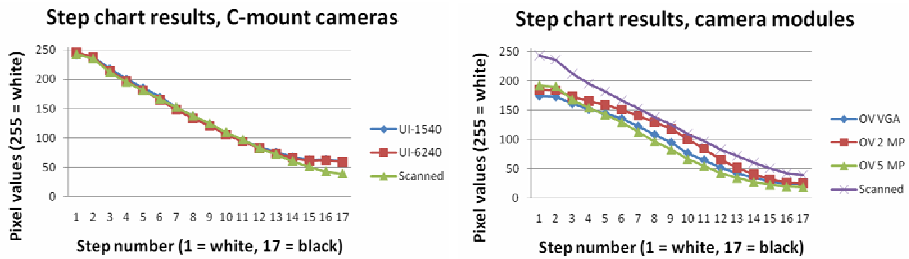 Step chart results, C-mount cameras
Pixel values (255 = white)
250
200
150
100
50
0
1 2 3 4 5 6 7 8 9 10 11 12 13 14 15 16 17
Step number (1 = white, 17 = black)
UI-1540
UI-6240
Scanned
Step chart results, camera modules
Pixel values (255 = white)
250
200
150
100
50
0
1 2 3 4 5 6 7 8 9 10 11 12 13 14 15 16 17
Step number (1 = white, 17 = black)
OV VGA
OV 2 MP
OV 5 MP
Scanned